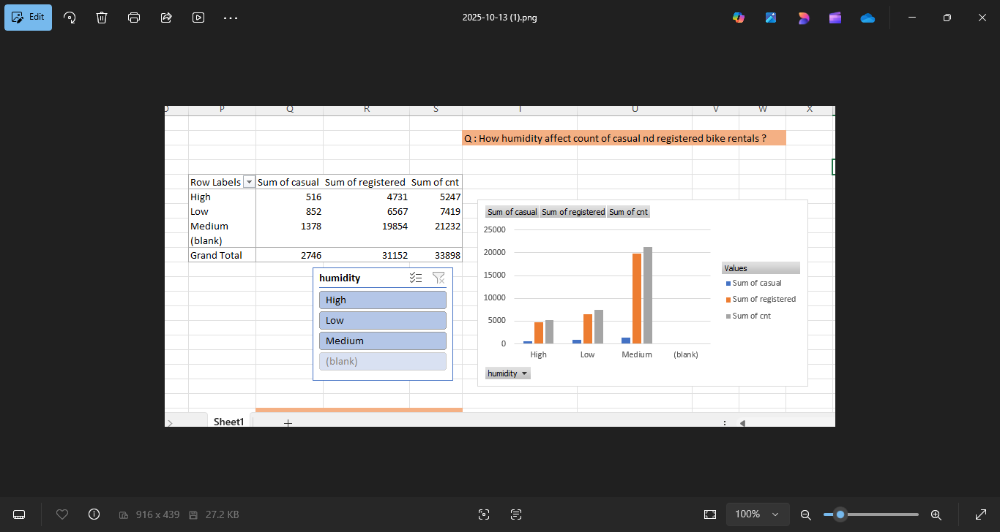 Edit
2025-10-13 (1).png
P Q R S U V W X
Q : How humidity affect count of casual nd registered bike rentals ?
Row Labels Sum of casual Sum of registered Sum of cnt
High 516 4731 5247
Low 852 6567 7419
Medium 1378 19854 21232
(blank)
Grand Total 2746 31152 33898
humidity
High
Low
Medium
(blank)
Sum of casual Sum of registered Sum of cnt
25000
20000
15000
10000
5000
0
High Low Medium (blank)
Values
Sum of casual
Sum of registered
Sum of cnt
humidity
Sheet1
916 x 439 27.2 KB
100%